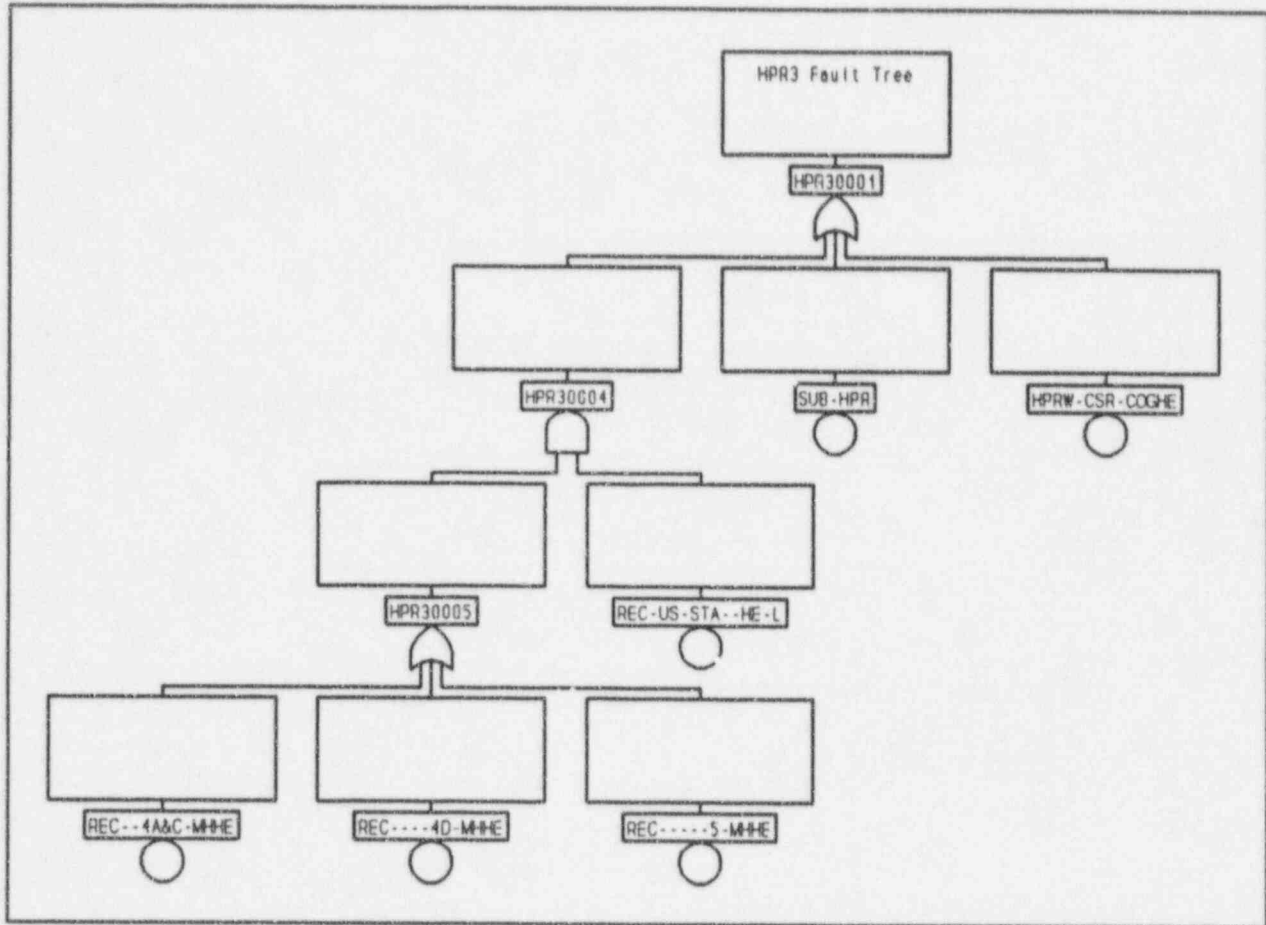 HPR3 Fault Tree
HPR30001
HPR30004
SUB-HPR
HPRW-CSR-COGHE
HPR30005
REC-US-STA--HE-L
REC--4A&C-MHHE
REC----4D-MHHE
REC-----5-MHHE